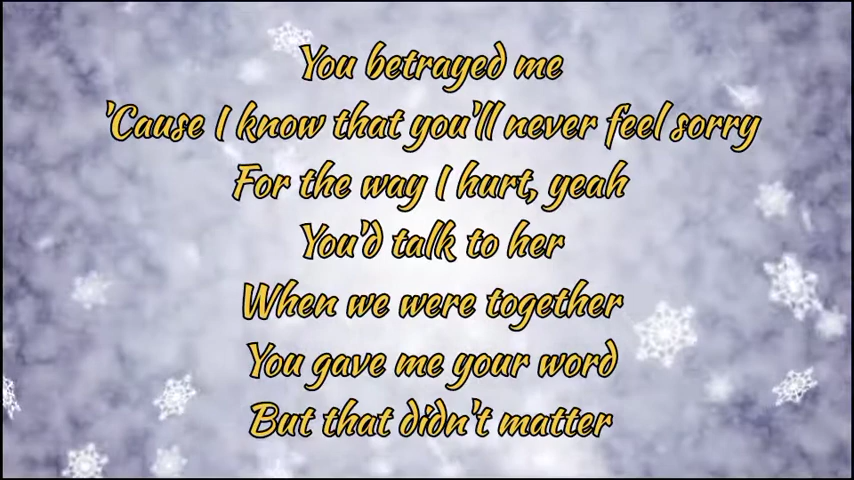 You betrayed me
'Cause I know that you'll never feel sorry
For the way I hurt, yeah
You'd talk to her
When we were together
You gave me your word
But that didn't matter